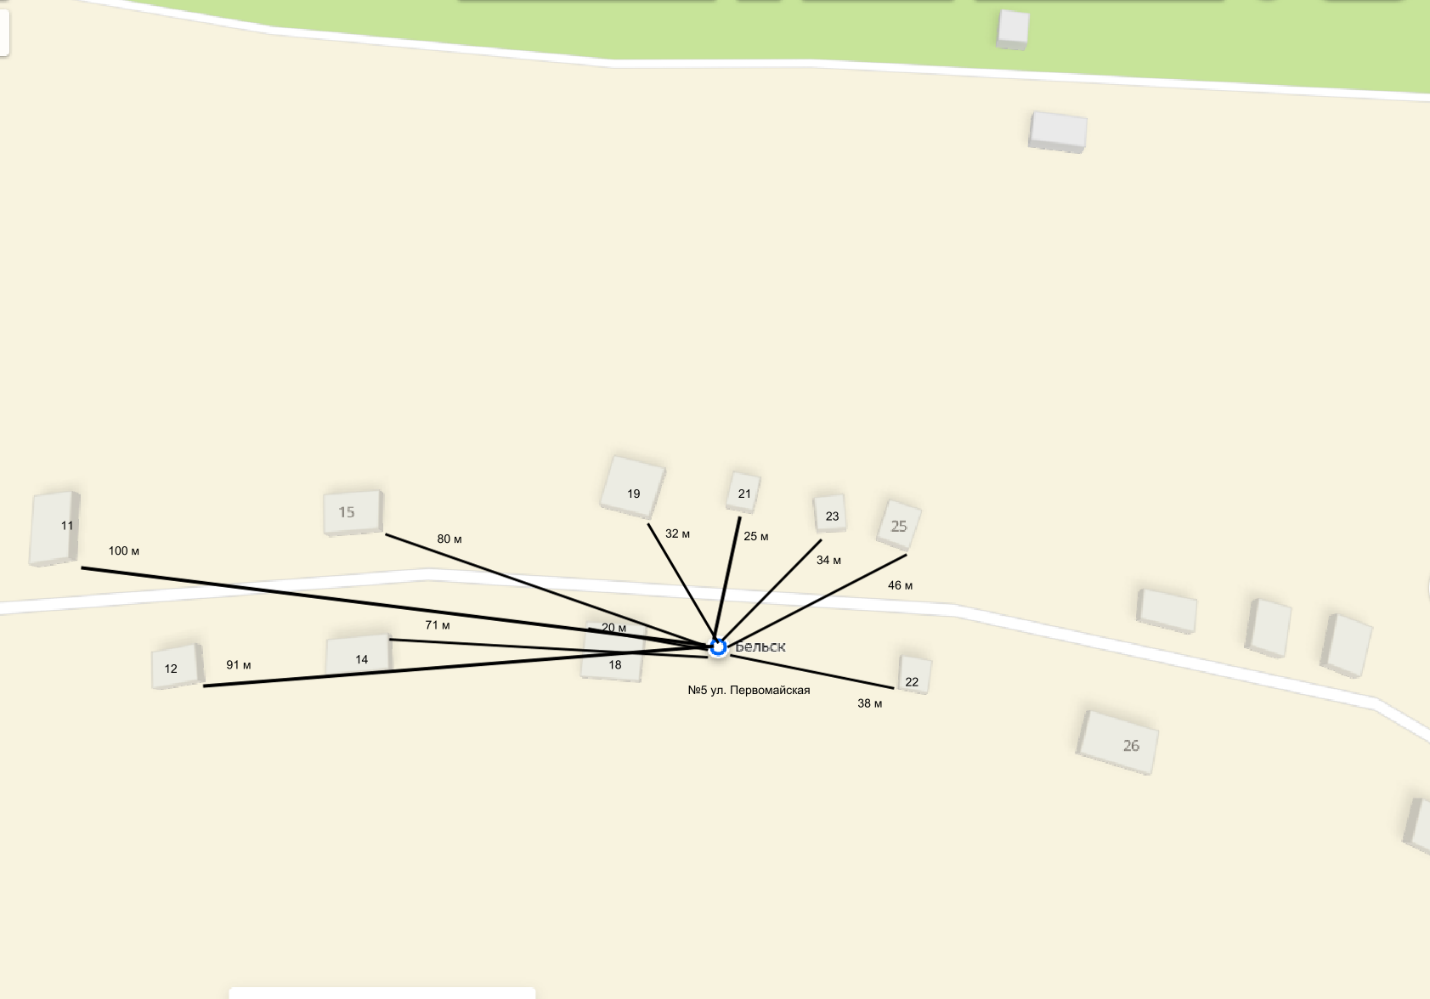 19
21
15
23
11
25
32 м
25 м
80 м
100 м
34 м
46 м
71 м
20 м
Бельск
14
91 м
12
18
22
№5 ул. Первомайская
38 м
26